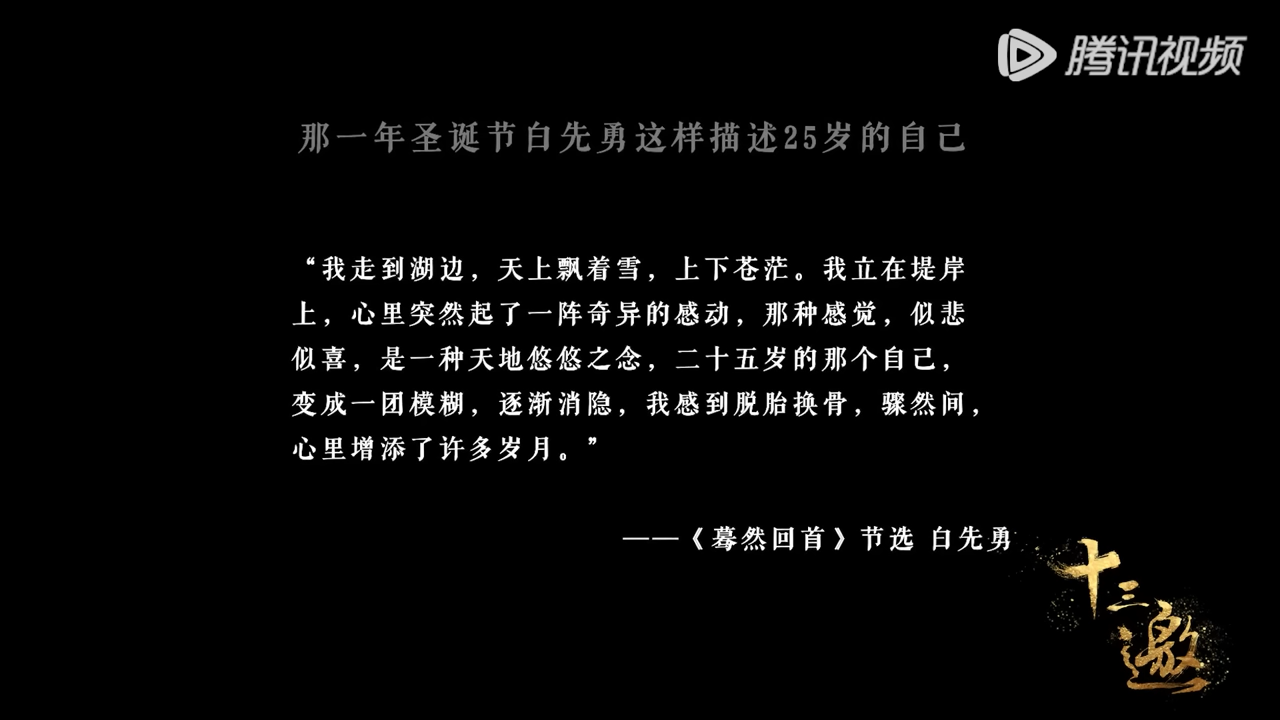 腾讯视频
那一年圣诞节白先勇这样描述25岁的自己
“我走到湖边，天上飘着雪，上下苍茫。我立在堤岸
上，心里突然起了一阵奇异的感动，那种感觉，似悲
似喜，是一种天地悠悠之念，二十五岁的那个自己，
变成一团模糊，逐渐消隐，我感到脱胎换骨，骤然间，
心里增添了许多岁月。”
——《蓦然回首》节选 白先勇
十三邀